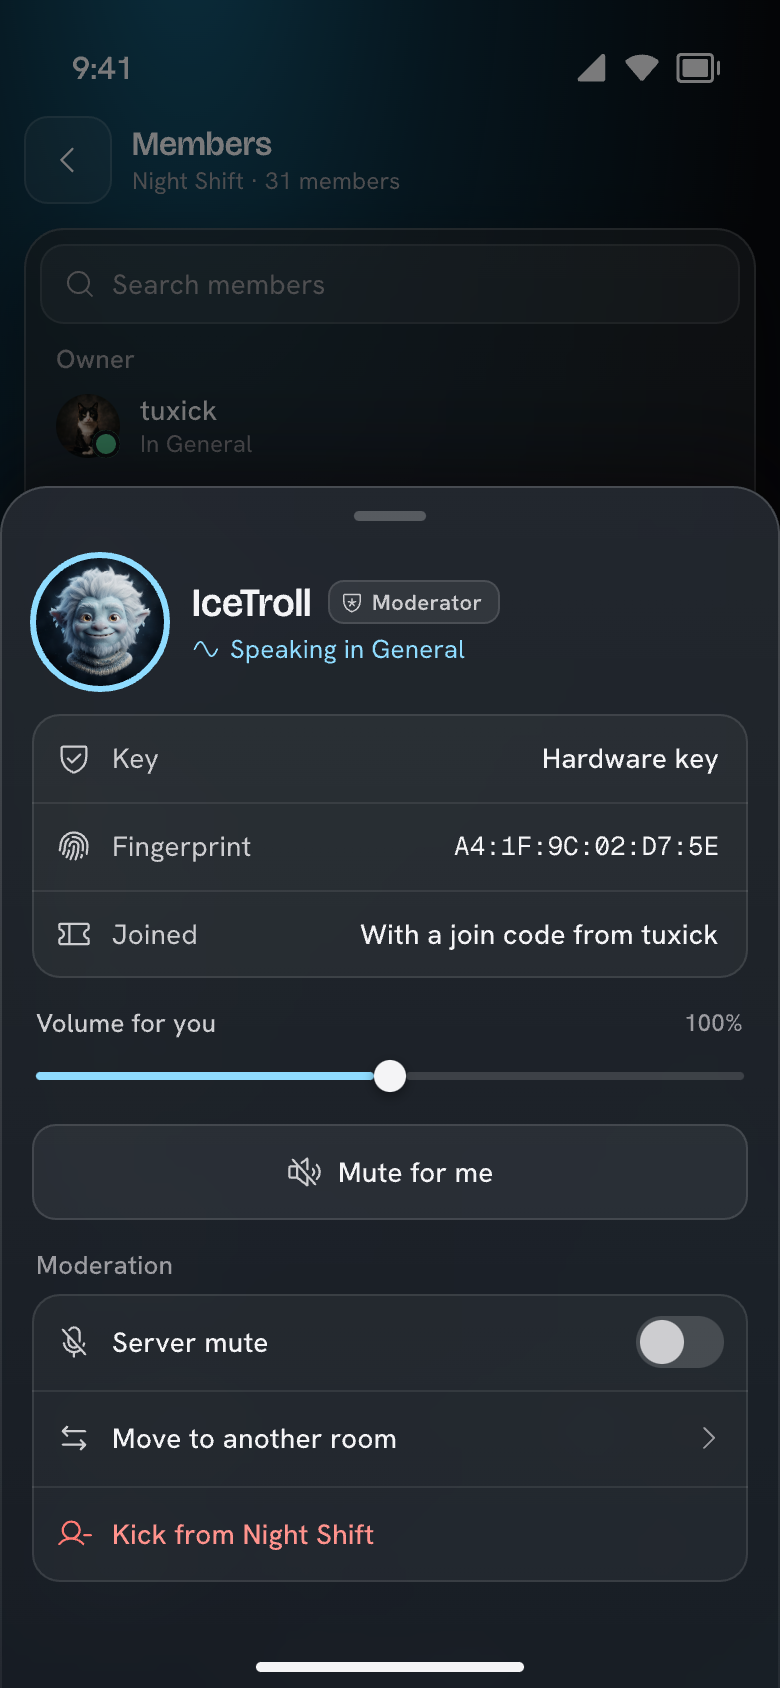 9:41
Members
Night Shift · 31 members
Search members
Owner
tuxick
In General
IceTroll
Moderator
Speaking in General
Key
Hardware key
Fingerprint
A4:1F:9C:02:D7:5E
Joined
With a join code from tuxick
Volume for you
100%
Mute for me
Moderation
Server mute
Move to another room
Kick from Night Shift